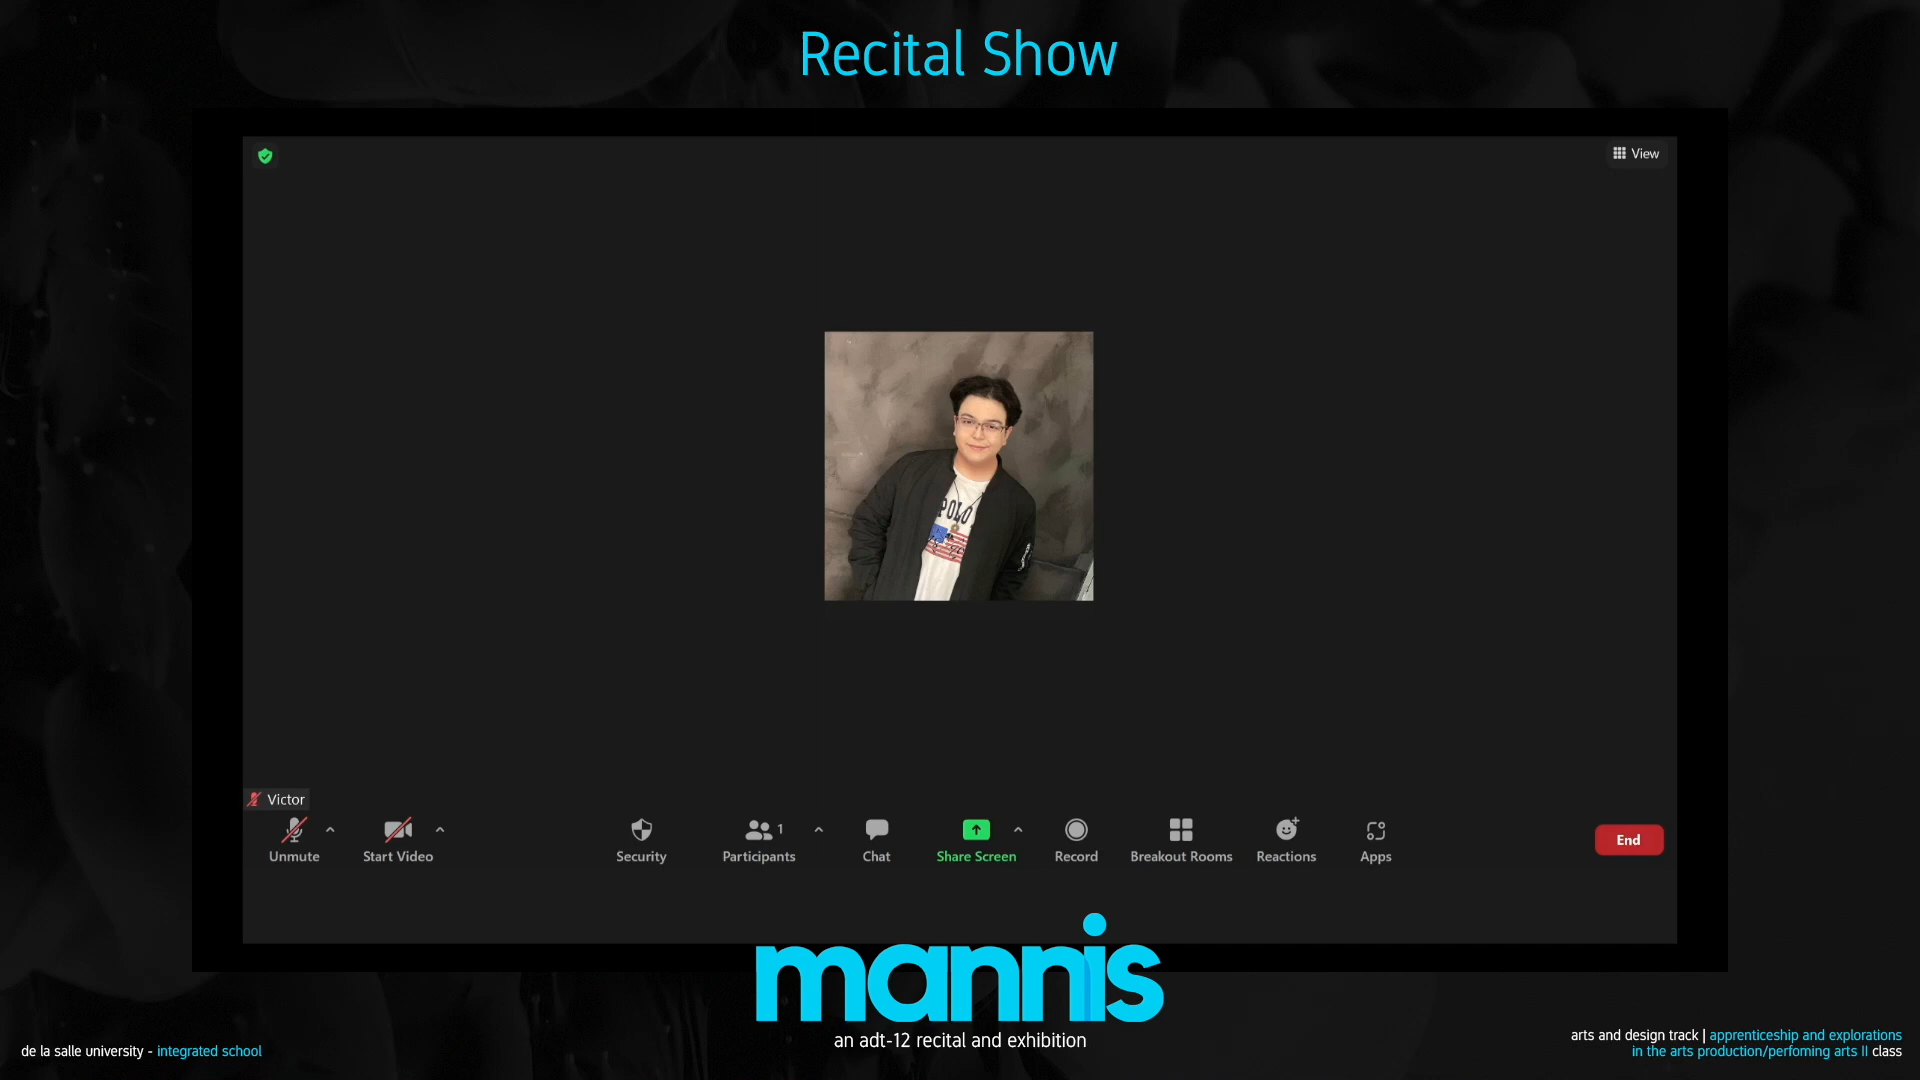 Recital Show
View
POLO
Victor
Unmute
Start Video
Security
1
Participants
Chat
Share Screen
Record
Breakout Rooms
Reactions
Apps
End
mannis
an adt-12 recital and exhibition
de la salle university - integrated school
arts and design track | apprenticeship and explorations
in the arts production/perfoming arts II class